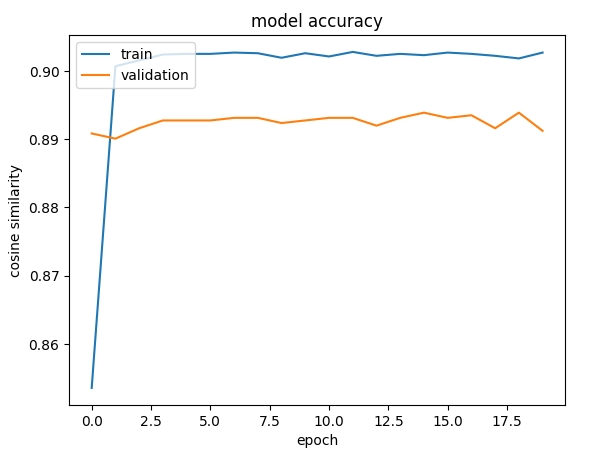 model accuracy
train
validation
0.90
0.89
0.88
0.87
0.86
cosine similarity
0.0 2.5 5.0 7.5 10.0 12.5 15.0 17.5
epoch